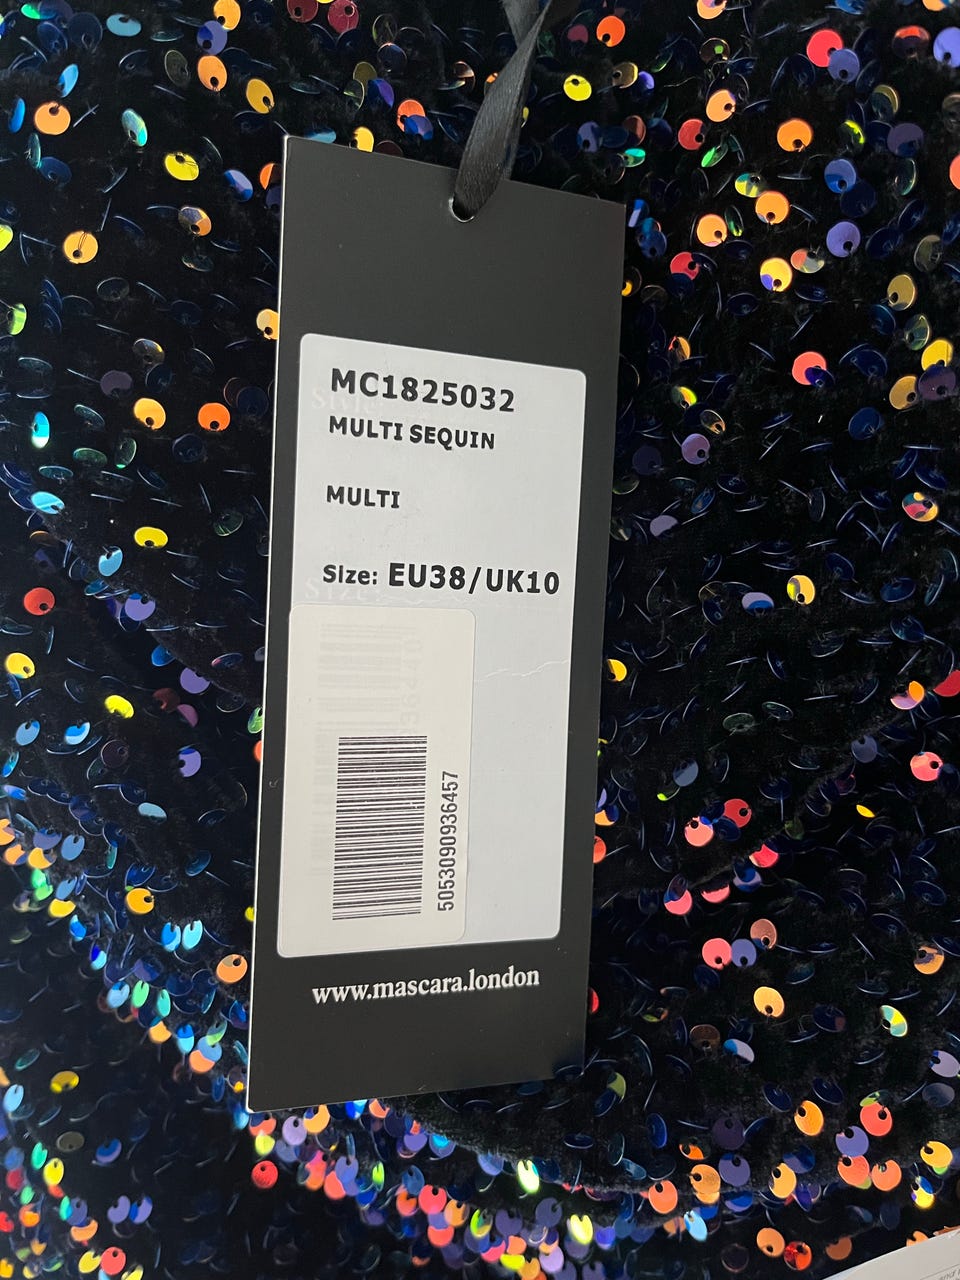 MC1825032
MULTI SEQUIN
MULTI
Size: EU38/UK10
5053090936457
www.mascara.london